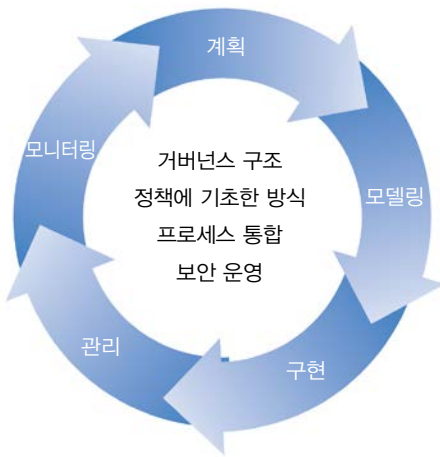 계획
모델링
구현
관리
모니터링
거버넌스 구조
정책에 기초한 방식
프로세스 통합
보안 운영